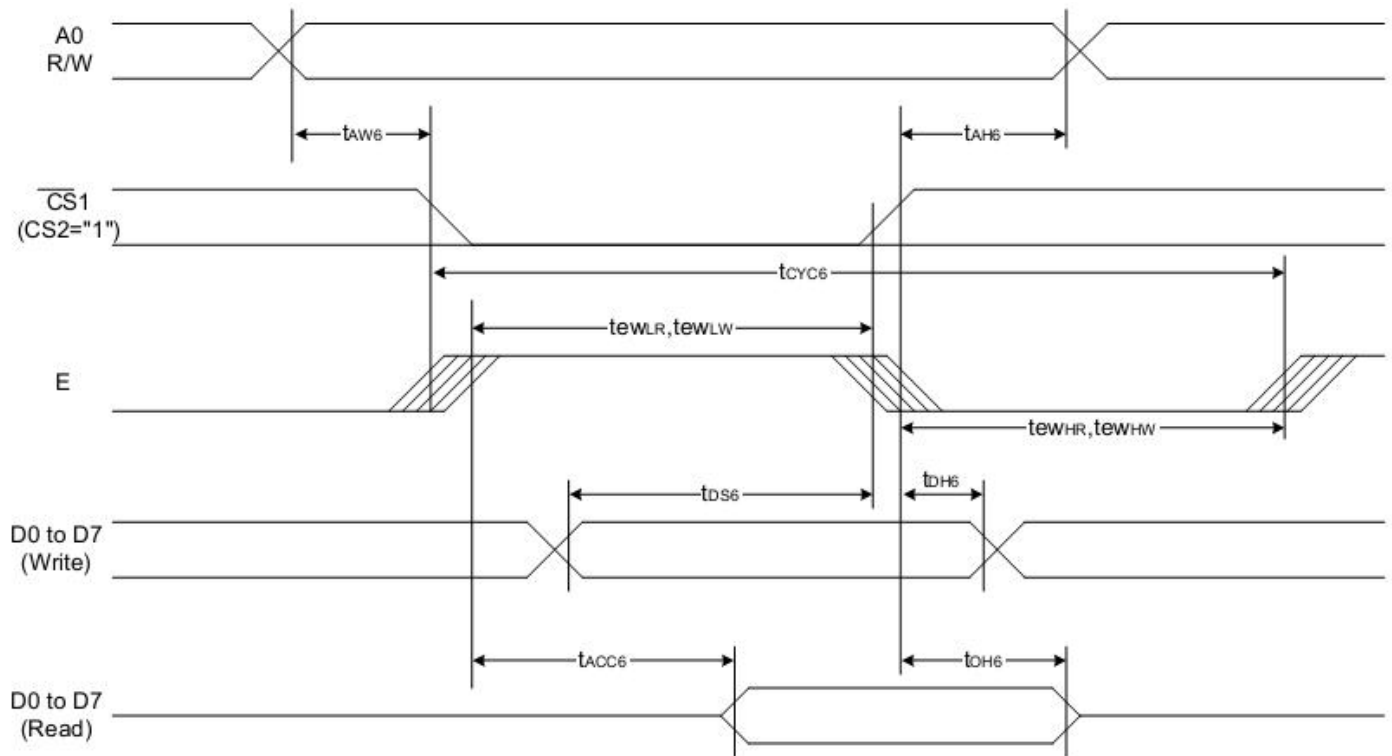 A0
R/W
tAW6
tAH6
CS1
(CS2="1")
tCYC6
tewLR,tewLW
E
tewHR,tewHW
tDS6
tDH6
D0 to D7
(Write)
tACC6
tOH6
D0 to D7
(Read)